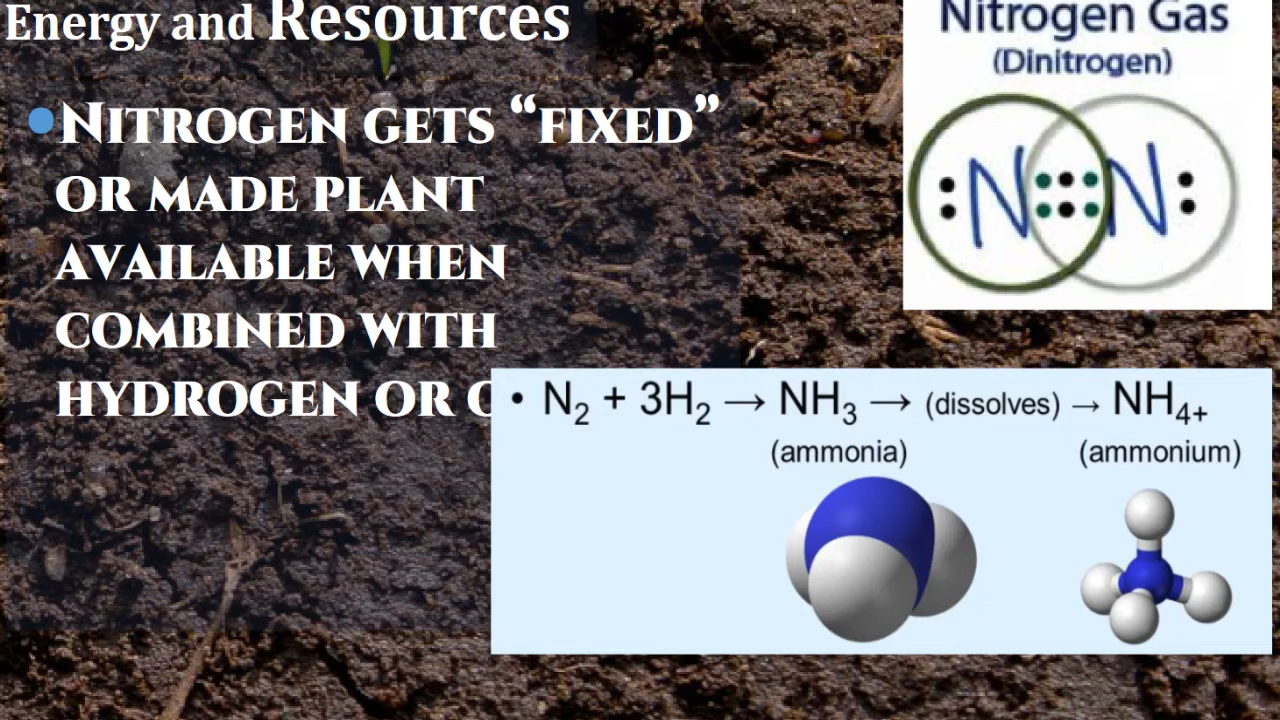 Energy and Resources
•NITROGEN GETS “FIXED”
OR MADE PLANT
AVAILABLE WHEN
COMBINED WITH
HYDROGEN OR
Nitrogen Gas
(Dinitrogen)
N N
• N₂ + 3H₂ → NH₃ → (dissolves) → NH₄₊
(ammonia) (ammonium)